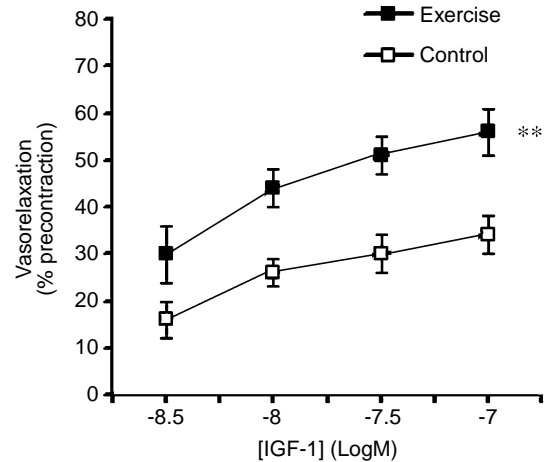 80
70
60
50
40
30
20
10
0
Vasorelaxation
(% precontraction)
Exercise
Control
**
-8.5 -8 -7.5 -7
[IGF-1] (LogM)